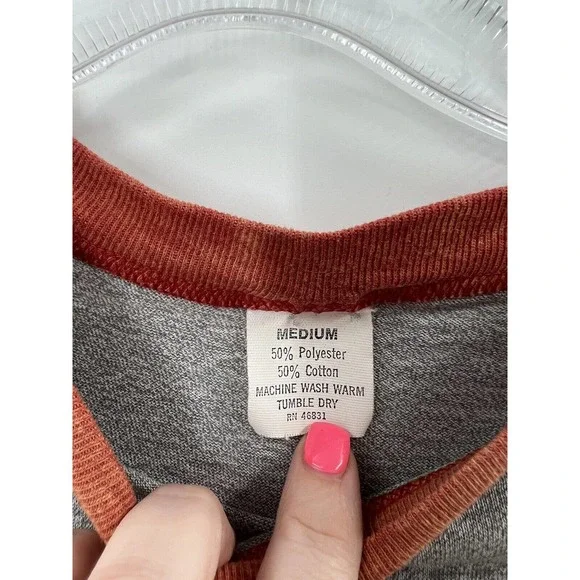 MEDIUM
50% Polyester
50% Cotton
MACHINE WASH WARM
TUMBLE DRY
RN 46831